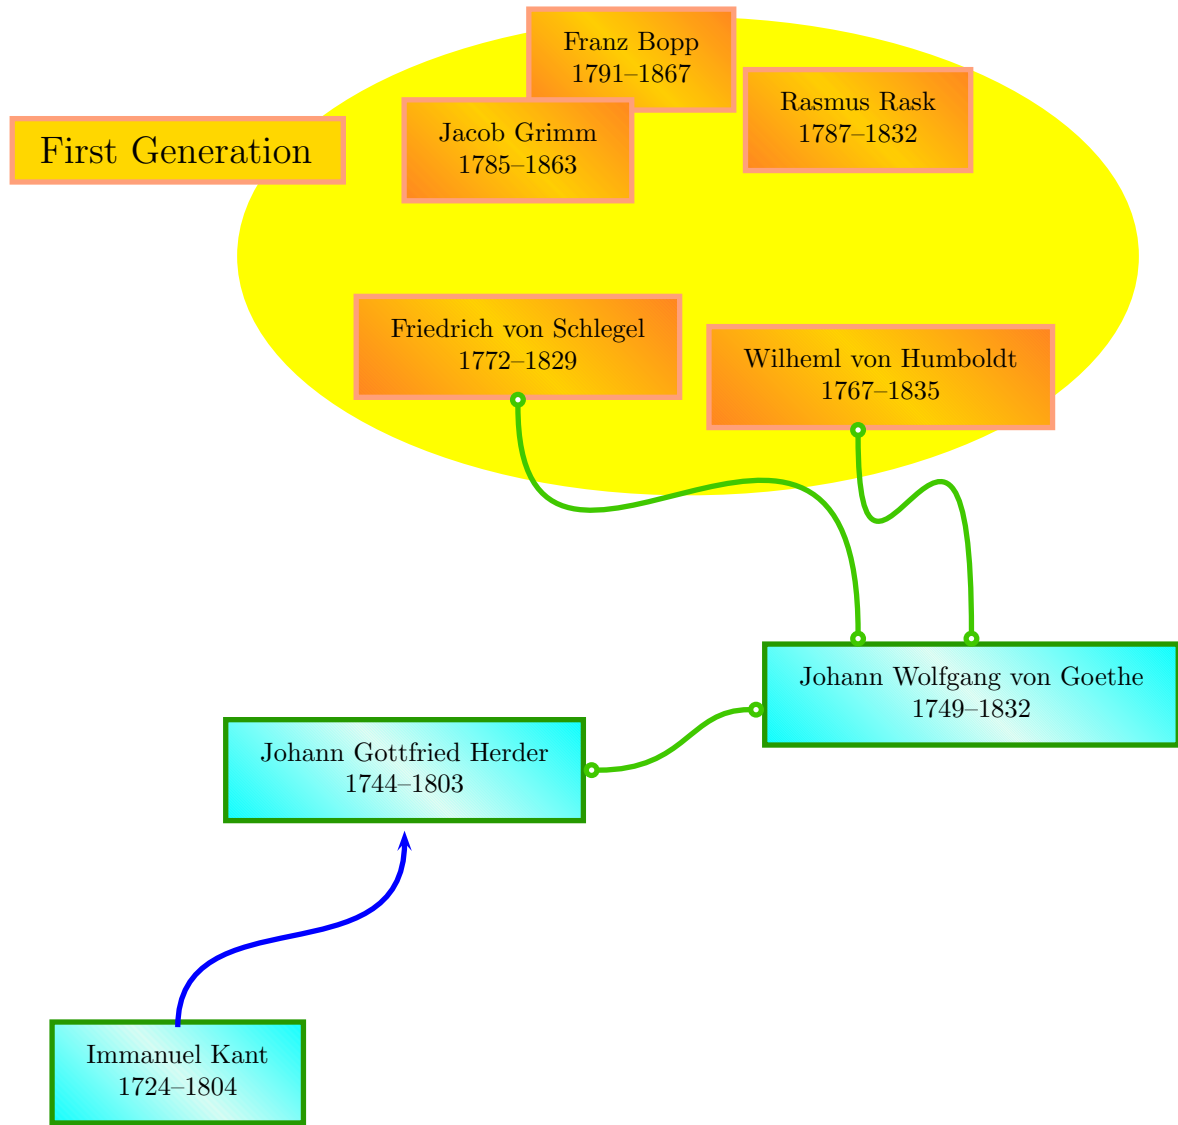 Franz Bopp
1791–1867
Rasmus Rask
1787–1832
Jacob Grimm
1785–1863
First Generation
Friedrich von Schlegel
1772–1829
Wilheml von Humboldt
1767–1835
Johann Wolfgang von Goethe
1749–1832
Johann Gottfried Herder
1744–1803
Immanuel Kant
1724–1804